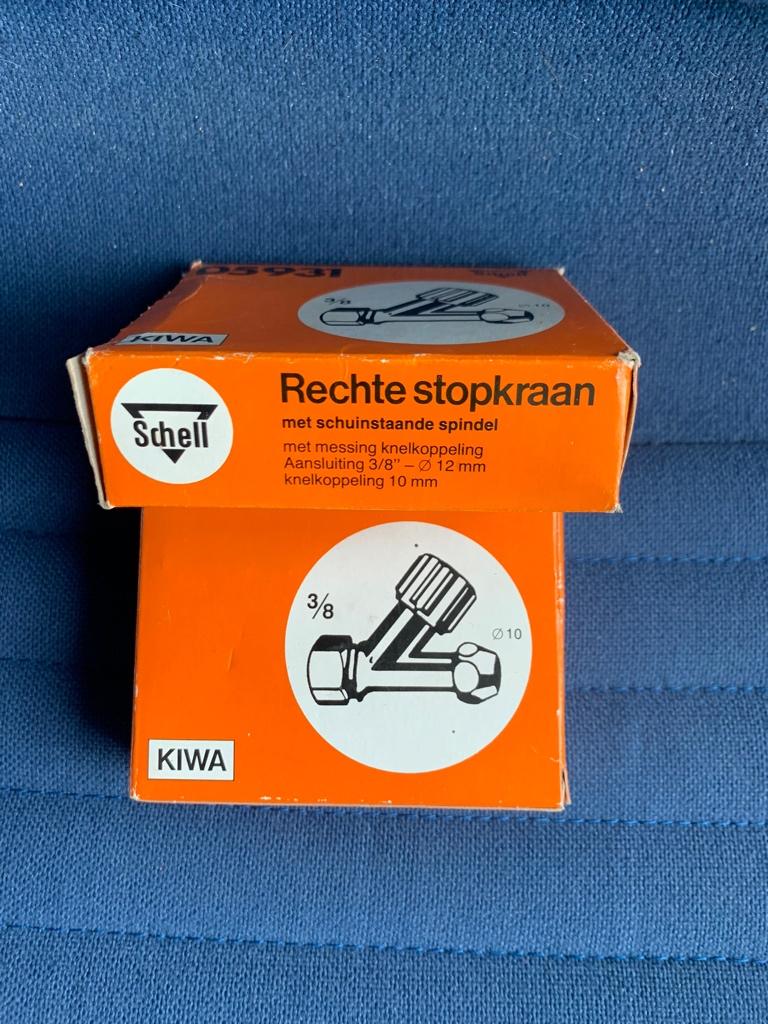 05931
Schell
3/8
Ø 10
KIWA
Schell
Rechte stopkraan
met schuinstaande spindel
met messing knelkoppeling
Aansluiting 3/8” – Ø 12 mm
knelkoppeling 10 mm
3/8
Ø 10
KIWA